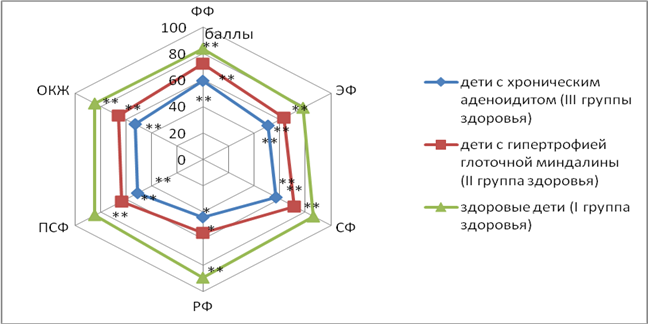 ФФ
100
баллы
80
60
40
20
0
ЭФ
СФ
РФ
ПСФ
ОКЖ
**
**
**
**
**
**
**
**
**
*
*
**
**
**
**
**
**
**
дети с хроническим
аденоидитом (III группы
здоровья)
дети с гипертрофией
глоточной миндалины
(II группа здоровья)
здоровые дети (I группа
здоровья)